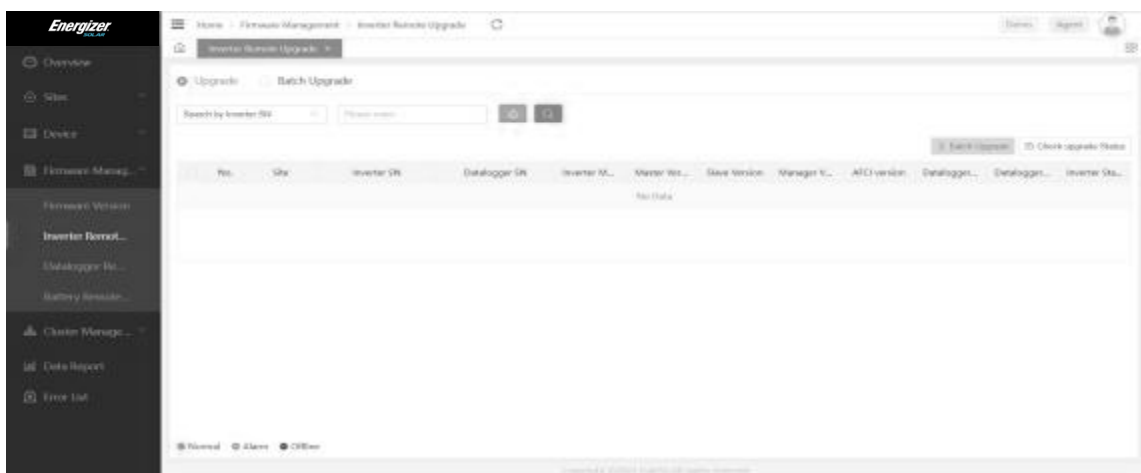 Energizer
SOLAR
Home / Firmware Management / Inverter Remote Upgrade
Demo Agent
Inverter Remote Upgrade ×
Overview
Sites
Device
Firmware Manag...
Firmware Version
Inverter Remot...
Datalogger Re...
Battery Remote...
Cluster Manage...
Data Report
Error List
Upgrade Batch Upgrade
Search by Inverter SN Please enter
Batch Upgrade Check upgrade Status
No. Site Inverter SN Datalogger SN Inverter M... Master Ver... Slave Version Manager V... AFCI version Datalogger... Datalogger... Inverter Sta...
No Data
Normal Alarm Offline